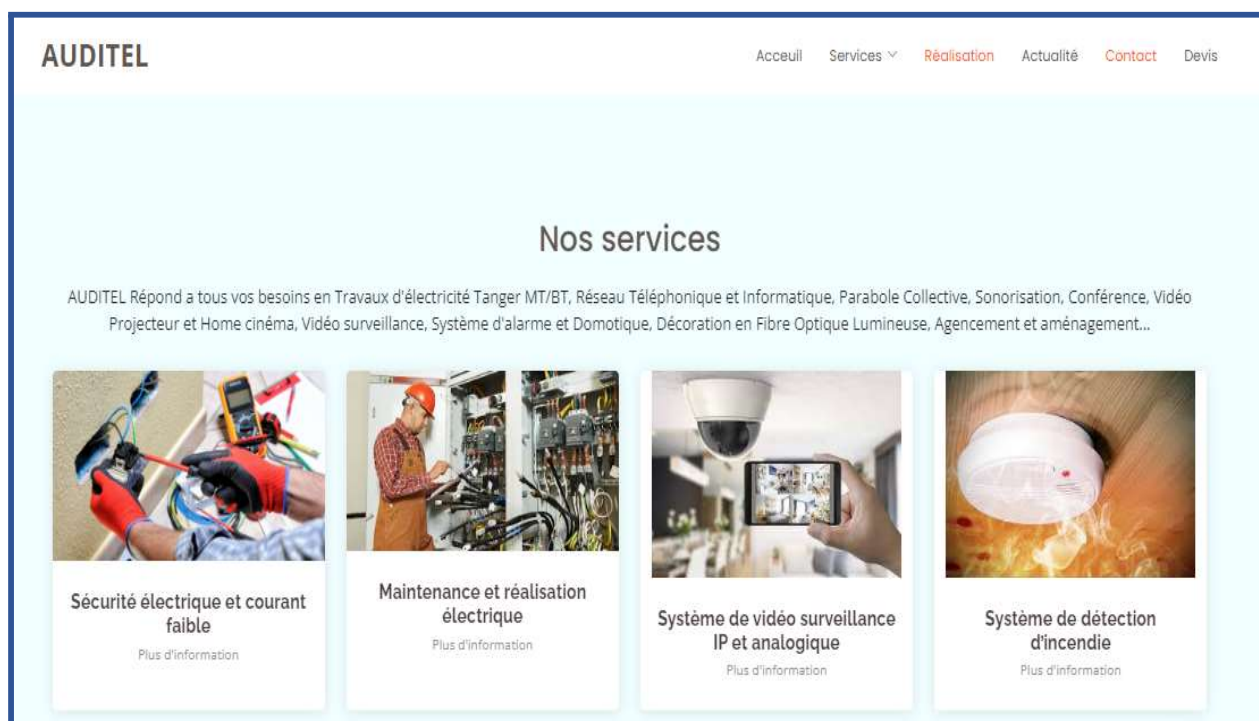 AUDITEL
Acceuil Services Réalisation Actualité Contact Devis
Nos services
AUDITEL Répond a tous vos besoins en Travaux d'électricité Tanger MT/BT, Réseau Téléphonique et Informatique, Parabole Collective, Sonorisation, Conférence, Vidéo
Projecteur et Home cinéma, Vidéo surveillance, Système d'alarme et Domotique, Décoration en Fibre Optique Lumineuse, Agencement et aménagement...
Sécurité électrique et courant
faible
Plus d'information
Maintenance et réalisation
électrique
Plus d'information
Système de vidéo surveillance
IP et analogique
Plus d'information
Système de détection
d'incendie
Plus d'information